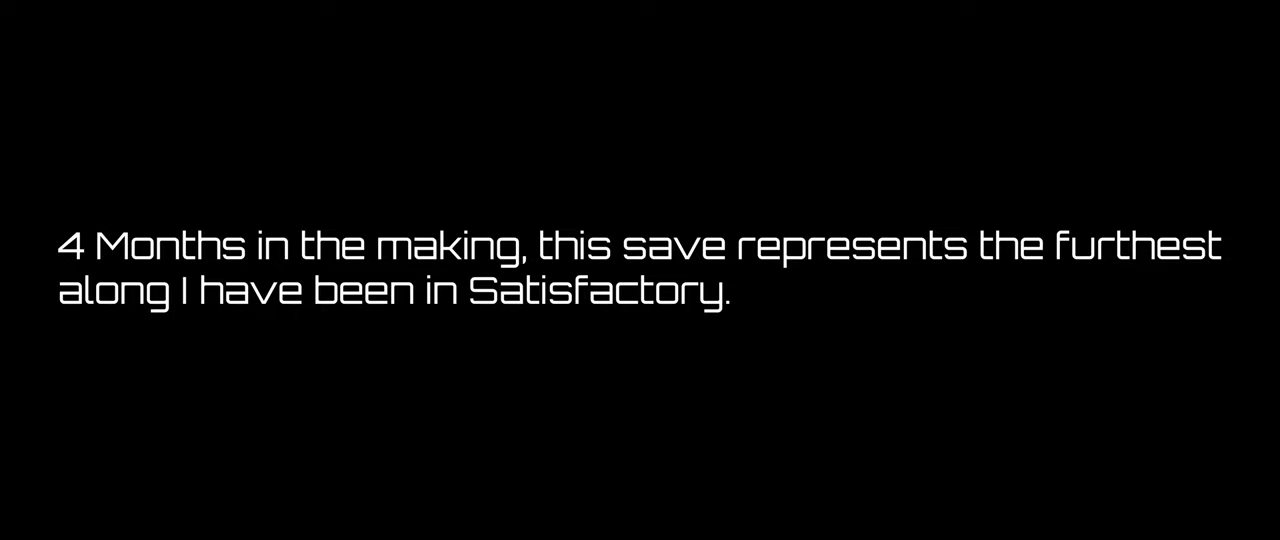 4 Months in the making, this save represents the furthest
along I have been in Satisfactory.